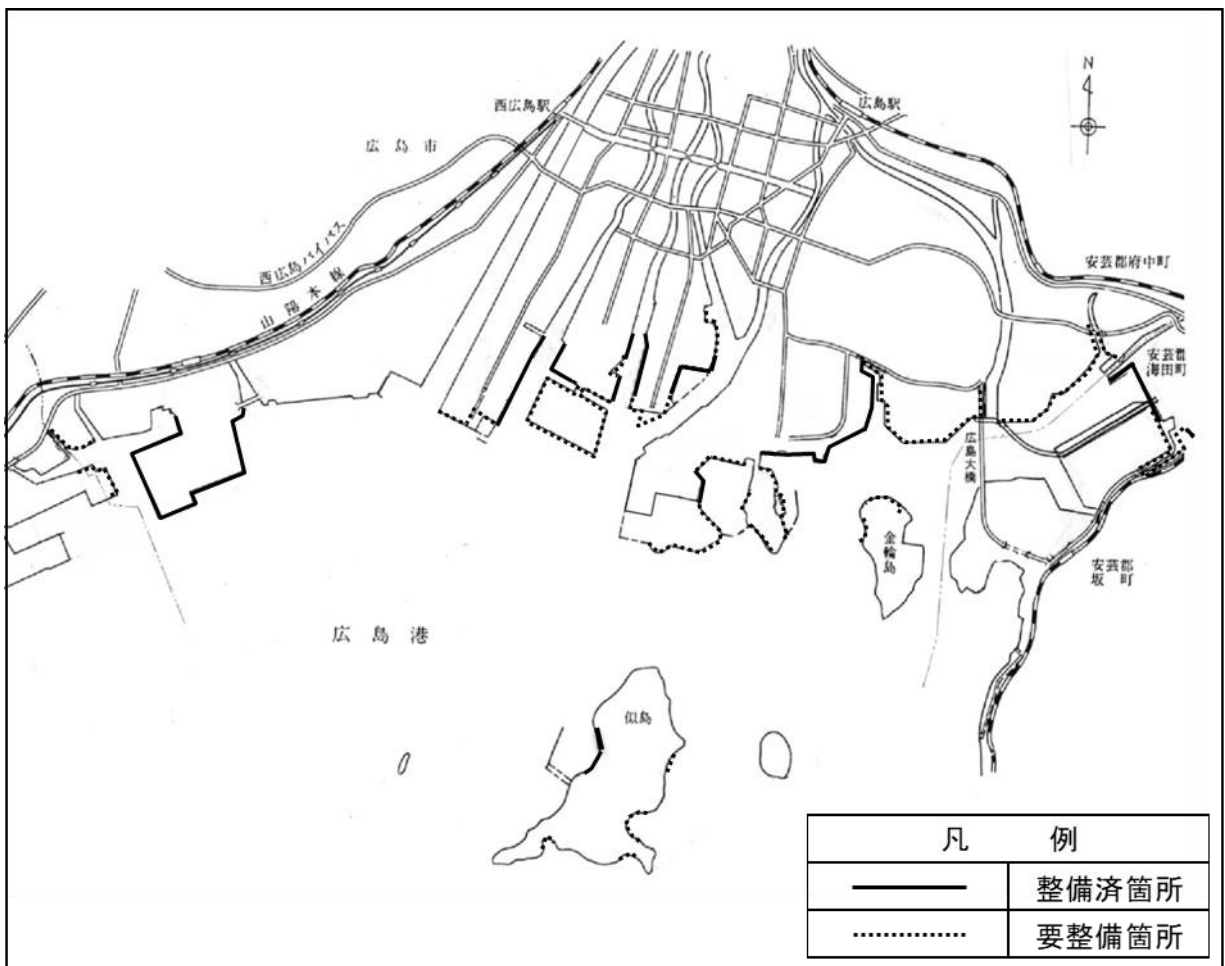 N
西広島駅
広島駅
広島市
西広島バイパス
山陽本線
安芸郡府中町
安芸郡
海田町
広島大橋
金輪島
安芸郡
坂町
広島港
似島
凡例
整備済箇所
要整備箇所